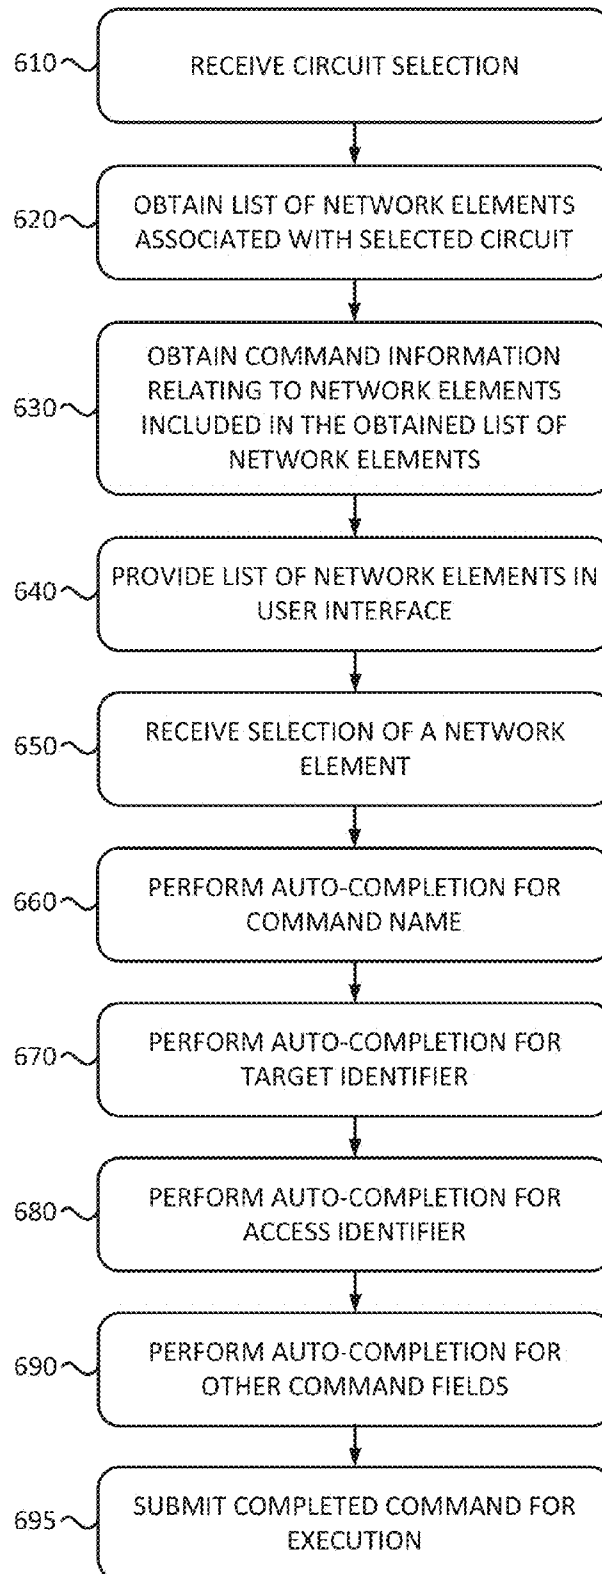 610
RECEIVE CIRCUIT SELECTION
620
OBTAIN LIST OF NETWORK ELEMENTS
ASSOCIATED WITH SELECTED CIRCUIT
630
OBTAIN COMMAND INFORMATION
RELATING TO NETWORK ELEMENTS
INCLUDED IN THE OBTAINED LIST OF
NETWORK ELEMENTS
640
PROVIDE LIST OF NETWORK ELEMENTS IN
USER INTERFACE
650
RECEIVE SELECTION OF A NETWORK
ELEMENT
660
PERFORM AUTO-COMPLETION FOR
COMMAND NAME
670
PERFORM AUTO-COMPLETION FOR
TARGET IDENTIFIER
680
PERFORM AUTO-COMPLETION FOR
ACCESS IDENTIFIER
690
PERFORM AUTO-COMPLETION FOR
OTHER COMMAND FIELDS
695
SUBMIT COMPLETED COMMAND FOR
EXECUTION